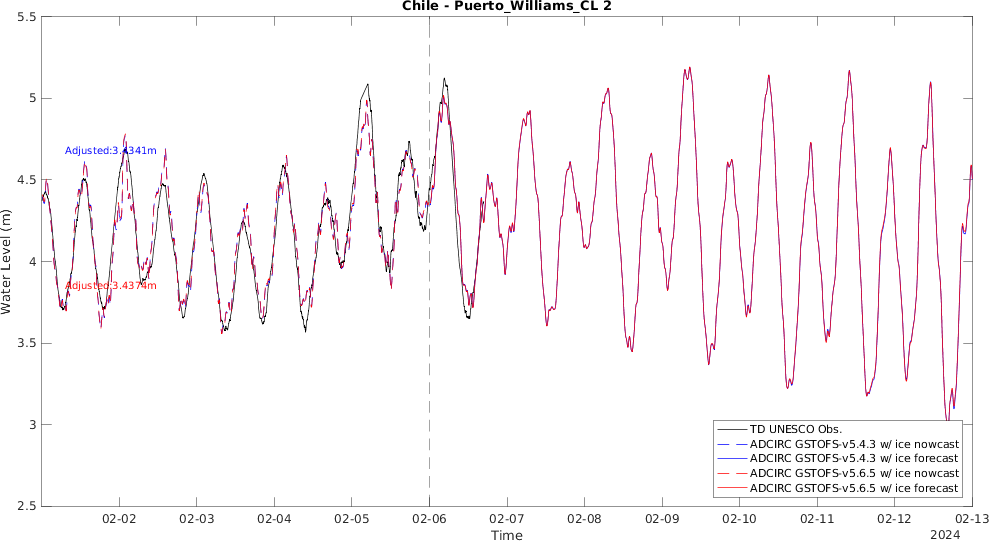 Chile - Puerto_Williams_CL 2
5.5
5
4.5
4
3.5
3
2.5
Water Level (m)
Adjusted:3.4341m
Adjusted:3.4374m
TD UNESCO Obs.
ADCIRC GSTOFS-v5.4.3 w/ ice nowcast
ADCIRC GSTOFS-v5.4.3 w/ ice forecast
ADCIRC GSTOFS-v5.6.5 w/ ice nowcast
ADCIRC GSTOFS-v5.6.5 w/ ice forecast
02-02 02-03 02-04 02-05 02-06 02-07 02-08 02-09 02-10 02-11 02-12 02-13
Time
2024